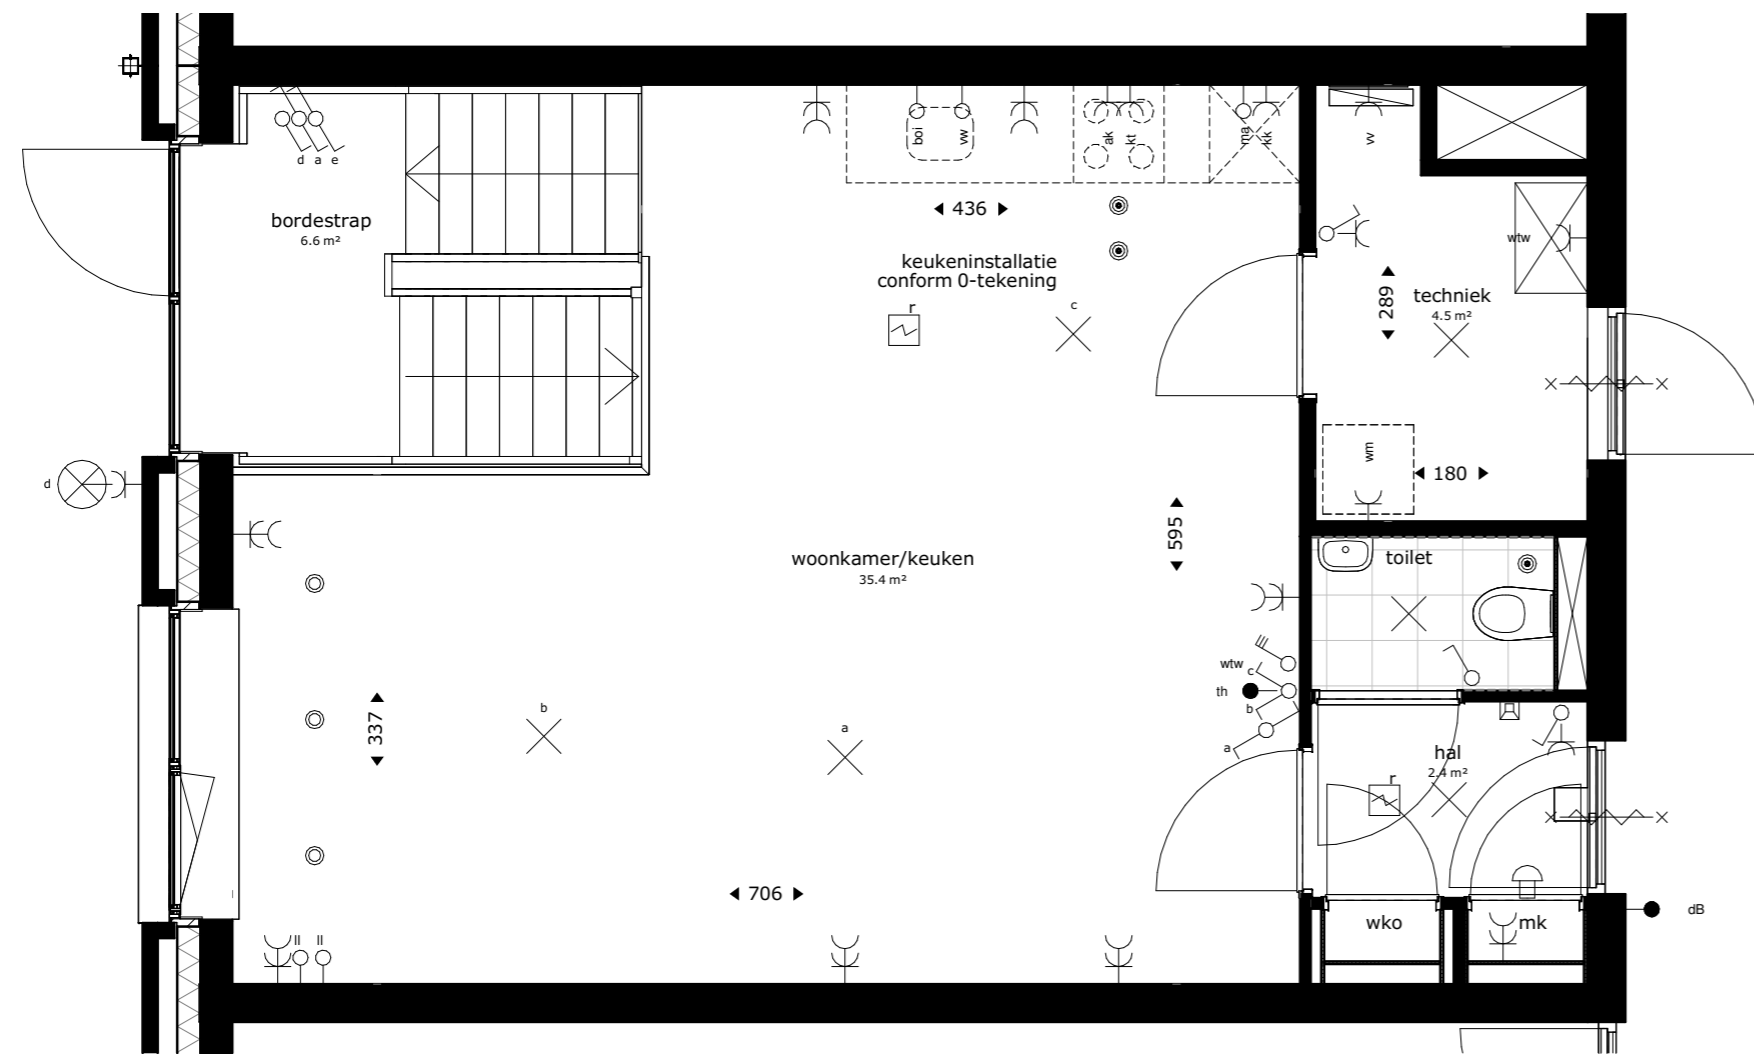 d a e
bordestrap
6.6 m²
boi
vw
ak
kt
ma
kk
vv
436
keukeninstallatie
conform 0-tekening
r
c
wtw
289
techniek
4.5 m²
wm
180
d
595
woonkamer/keuken
35.4 m²
toilet
wtw
c
th
b
a
337
b
a
hal
2.4 m²
r
706
wko
mk
dB